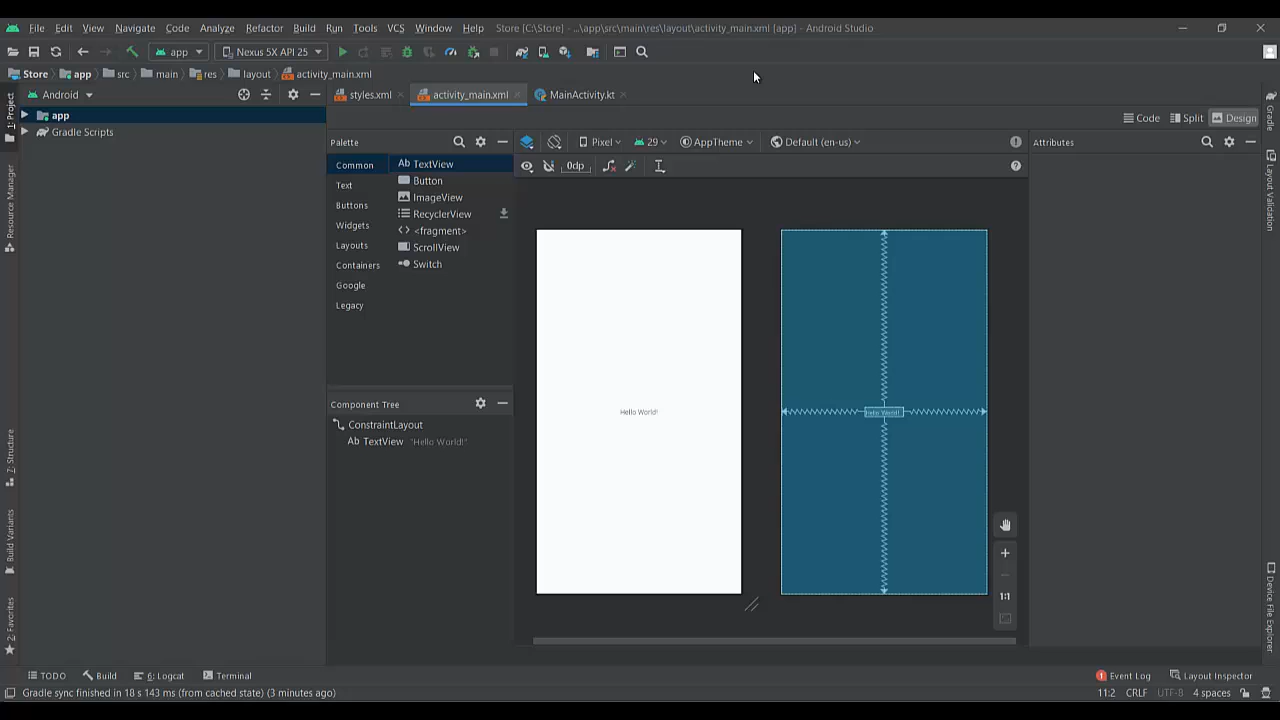 File Edit View Navigate Code Analyze Refactor Build Run Tools VCS Window Help Store [C:\Store] - ...\app\src\main\res\layout\activity_main.xml [app] - Android Studio
app Nexus 5X API 25
Store app src main res layout activity_main.xml
Android styles.xml activity_main.xml MainActivity.kt
Code Split Design
1: Project
Resource Manager
7: Structure
Build Variants
2: Favorites
app
Gradle Scripts
Palette
Common
Text
Buttons
Widgets
Layouts
Containers
Google
Legacy
Ab TextView
Button
ImageView
RecyclerView
<fragment>
ScrollView
Switch
Component Tree
ConstraintLayout
Ab TextView "Hello World!"
Pixel 29 AppTheme Default (en-us)
0dp
Hello World!
Hello World!
1:1
Attributes
Gradle
Layout Validation
Device File Explorer
TODO Build 6: Logcat Terminal Event Log Layout Inspector
Gradle sync finished in 18 s 143 ms (from cached state) (3 minutes ago) 11:2 CRLF UTF-8 4 spaces